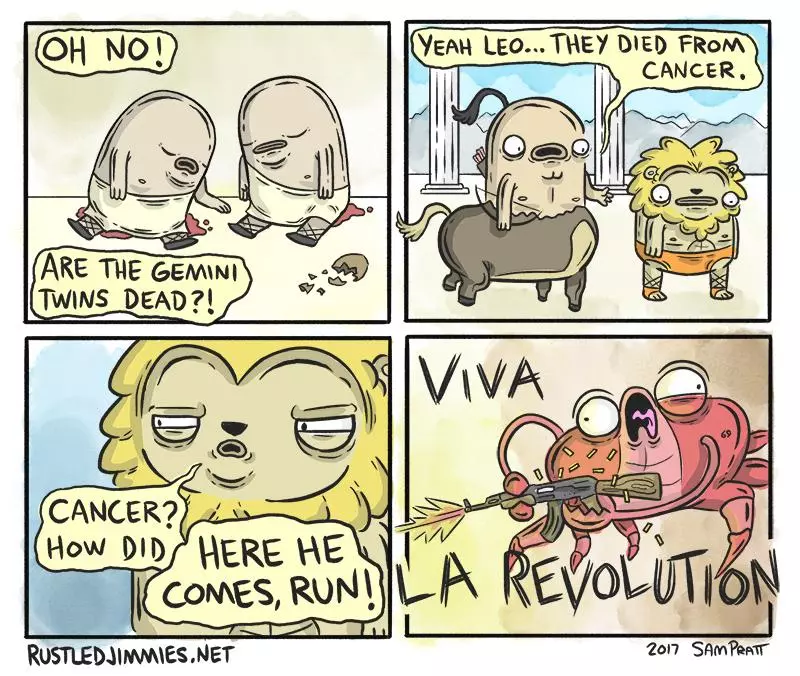 OH NO!
ARE THE GEMINI
TWINS DEAD?!
YEAH LEO... THEY DIED FROM
CANCER.
CANCER?
HOW DID
HERE HE
COMES, RUN!
VIVA
69
LA REVOLUTION
RUSTLEDJIMMIES.NET
2017 SAM PRATT